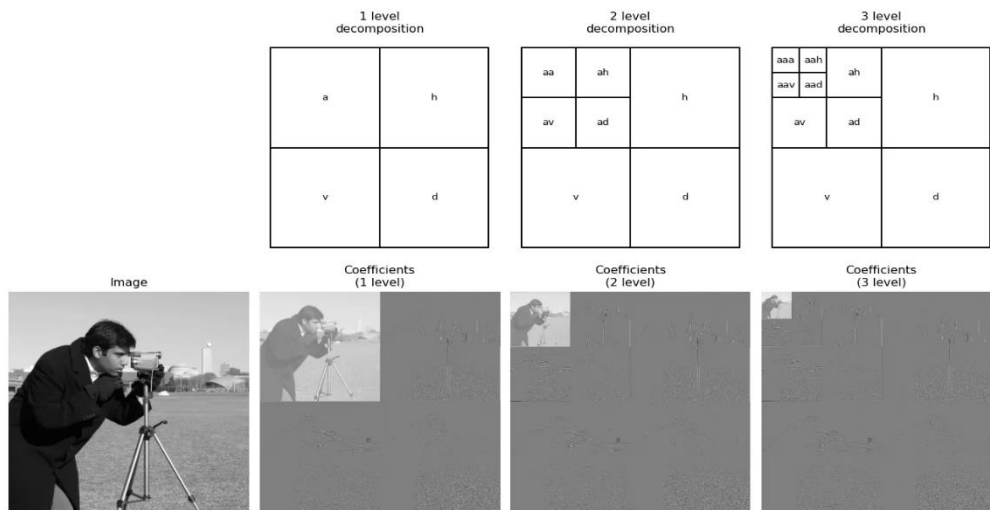 1 level
decomposition
2 level
decomposition
3 level
decomposition
a
h
v
d
aa
ah
av
ad
h
v
d
aaa
aah
aav
aad
ah
av
ad
h
v
d
Image
Coefficients
(1 level)
Coefficients
(2 level)
Coefficients
(3 level)